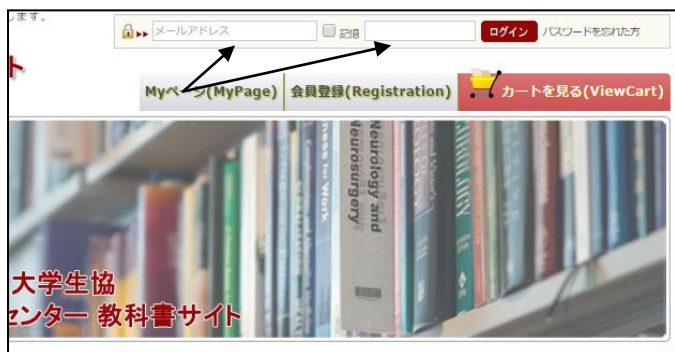 します。
メールアドレス 記憶 ログイン パスワードを忘れた方
ト
Myページ(MyPage) 会員登録(Registration) カートを見る(ViewCart)
Neurology and
Neurosurgery
大学生協
センター 教科書サイト